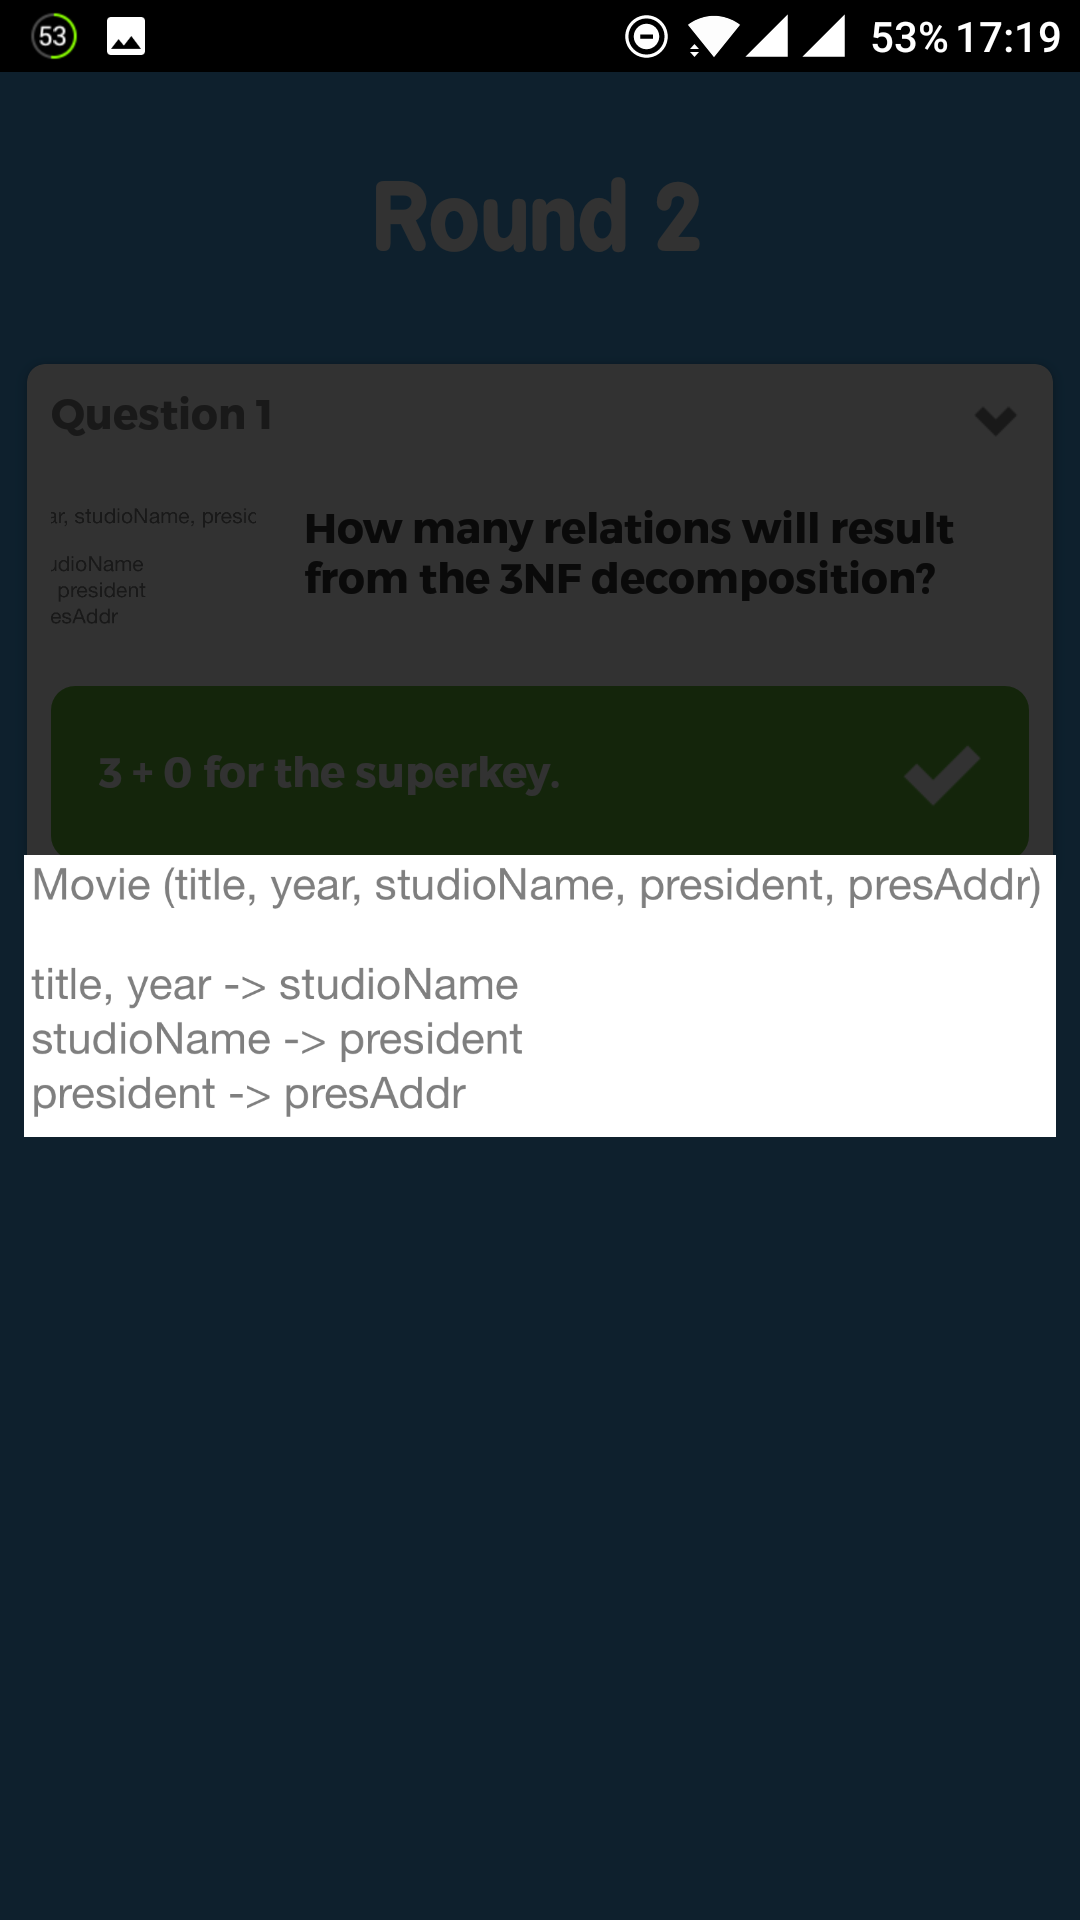 53
53% 17:19
Round 2
Question 1
ar, studioName, presic
How many relations will result
from the 3NF decomposition?
udioName
president
esAddr
3 + 0 for the superkey.
Movie (title, year, studioName, president, presAddr)
title, year -> studioName
studioName -> president
president -> presAddr